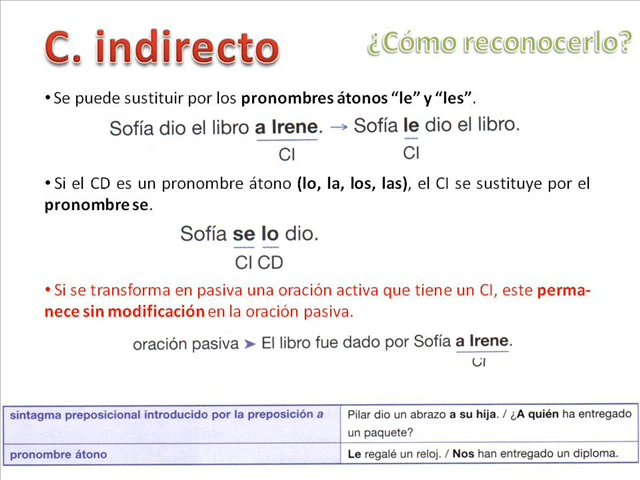 C. indirecto
¿Cómo reconocerlo?
• Se puede sustituir por los pronombres átonos “le” y “les”.
Sofía dio el libro a Irene. → Sofía le dio el libro.
CI CI
• Si el CD es un pronombre átono (lo, la, los, las), el CI se sustituye por el
pronombre se.
Sofía se lo dio.
CI CD
• Si se transforma en pasiva una oración activa que tiene un CI, este perma-
nece sin modificación en la oración pasiva.
oración pasiva ➤ El libro fue dado por Sofía a Irene.
CI
sintagma preposicional introducido por la preposición a
Pilar dio un abrazo a su hija. / ¿A quién ha entregado
un paquete?
pronombre átono
Le regalé un reloj. / Nos han entregado un diploma.